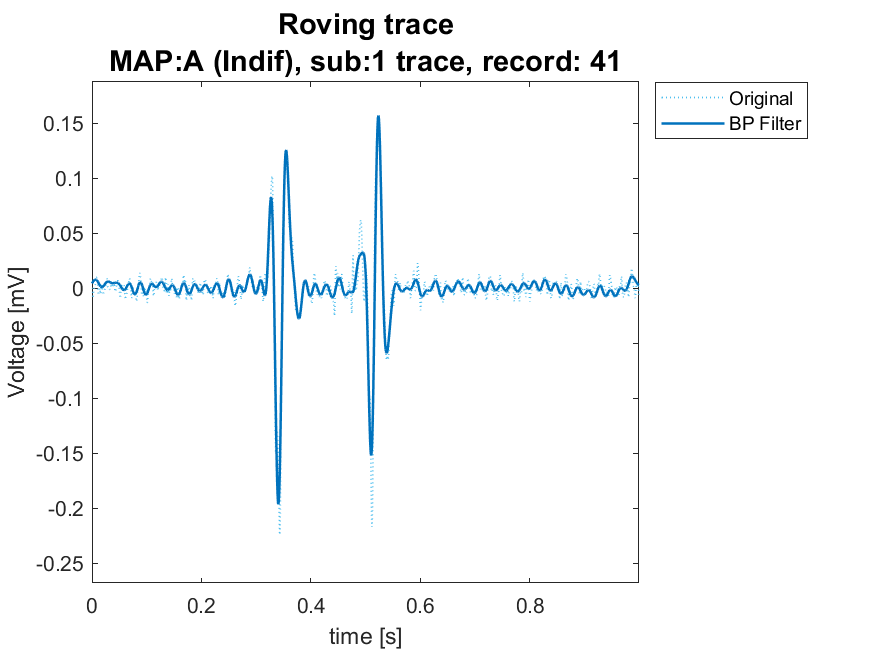 Roving trace
MAP:A (Indif), sub:1 trace, record: 41
Original
BP Filter
0.15
0.1
0.05
0
-0.05
-0.1
-0.15
-0.2
-0.25
Voltage [mV]
0 0.2 0.4 0.6 0.8
time [s]